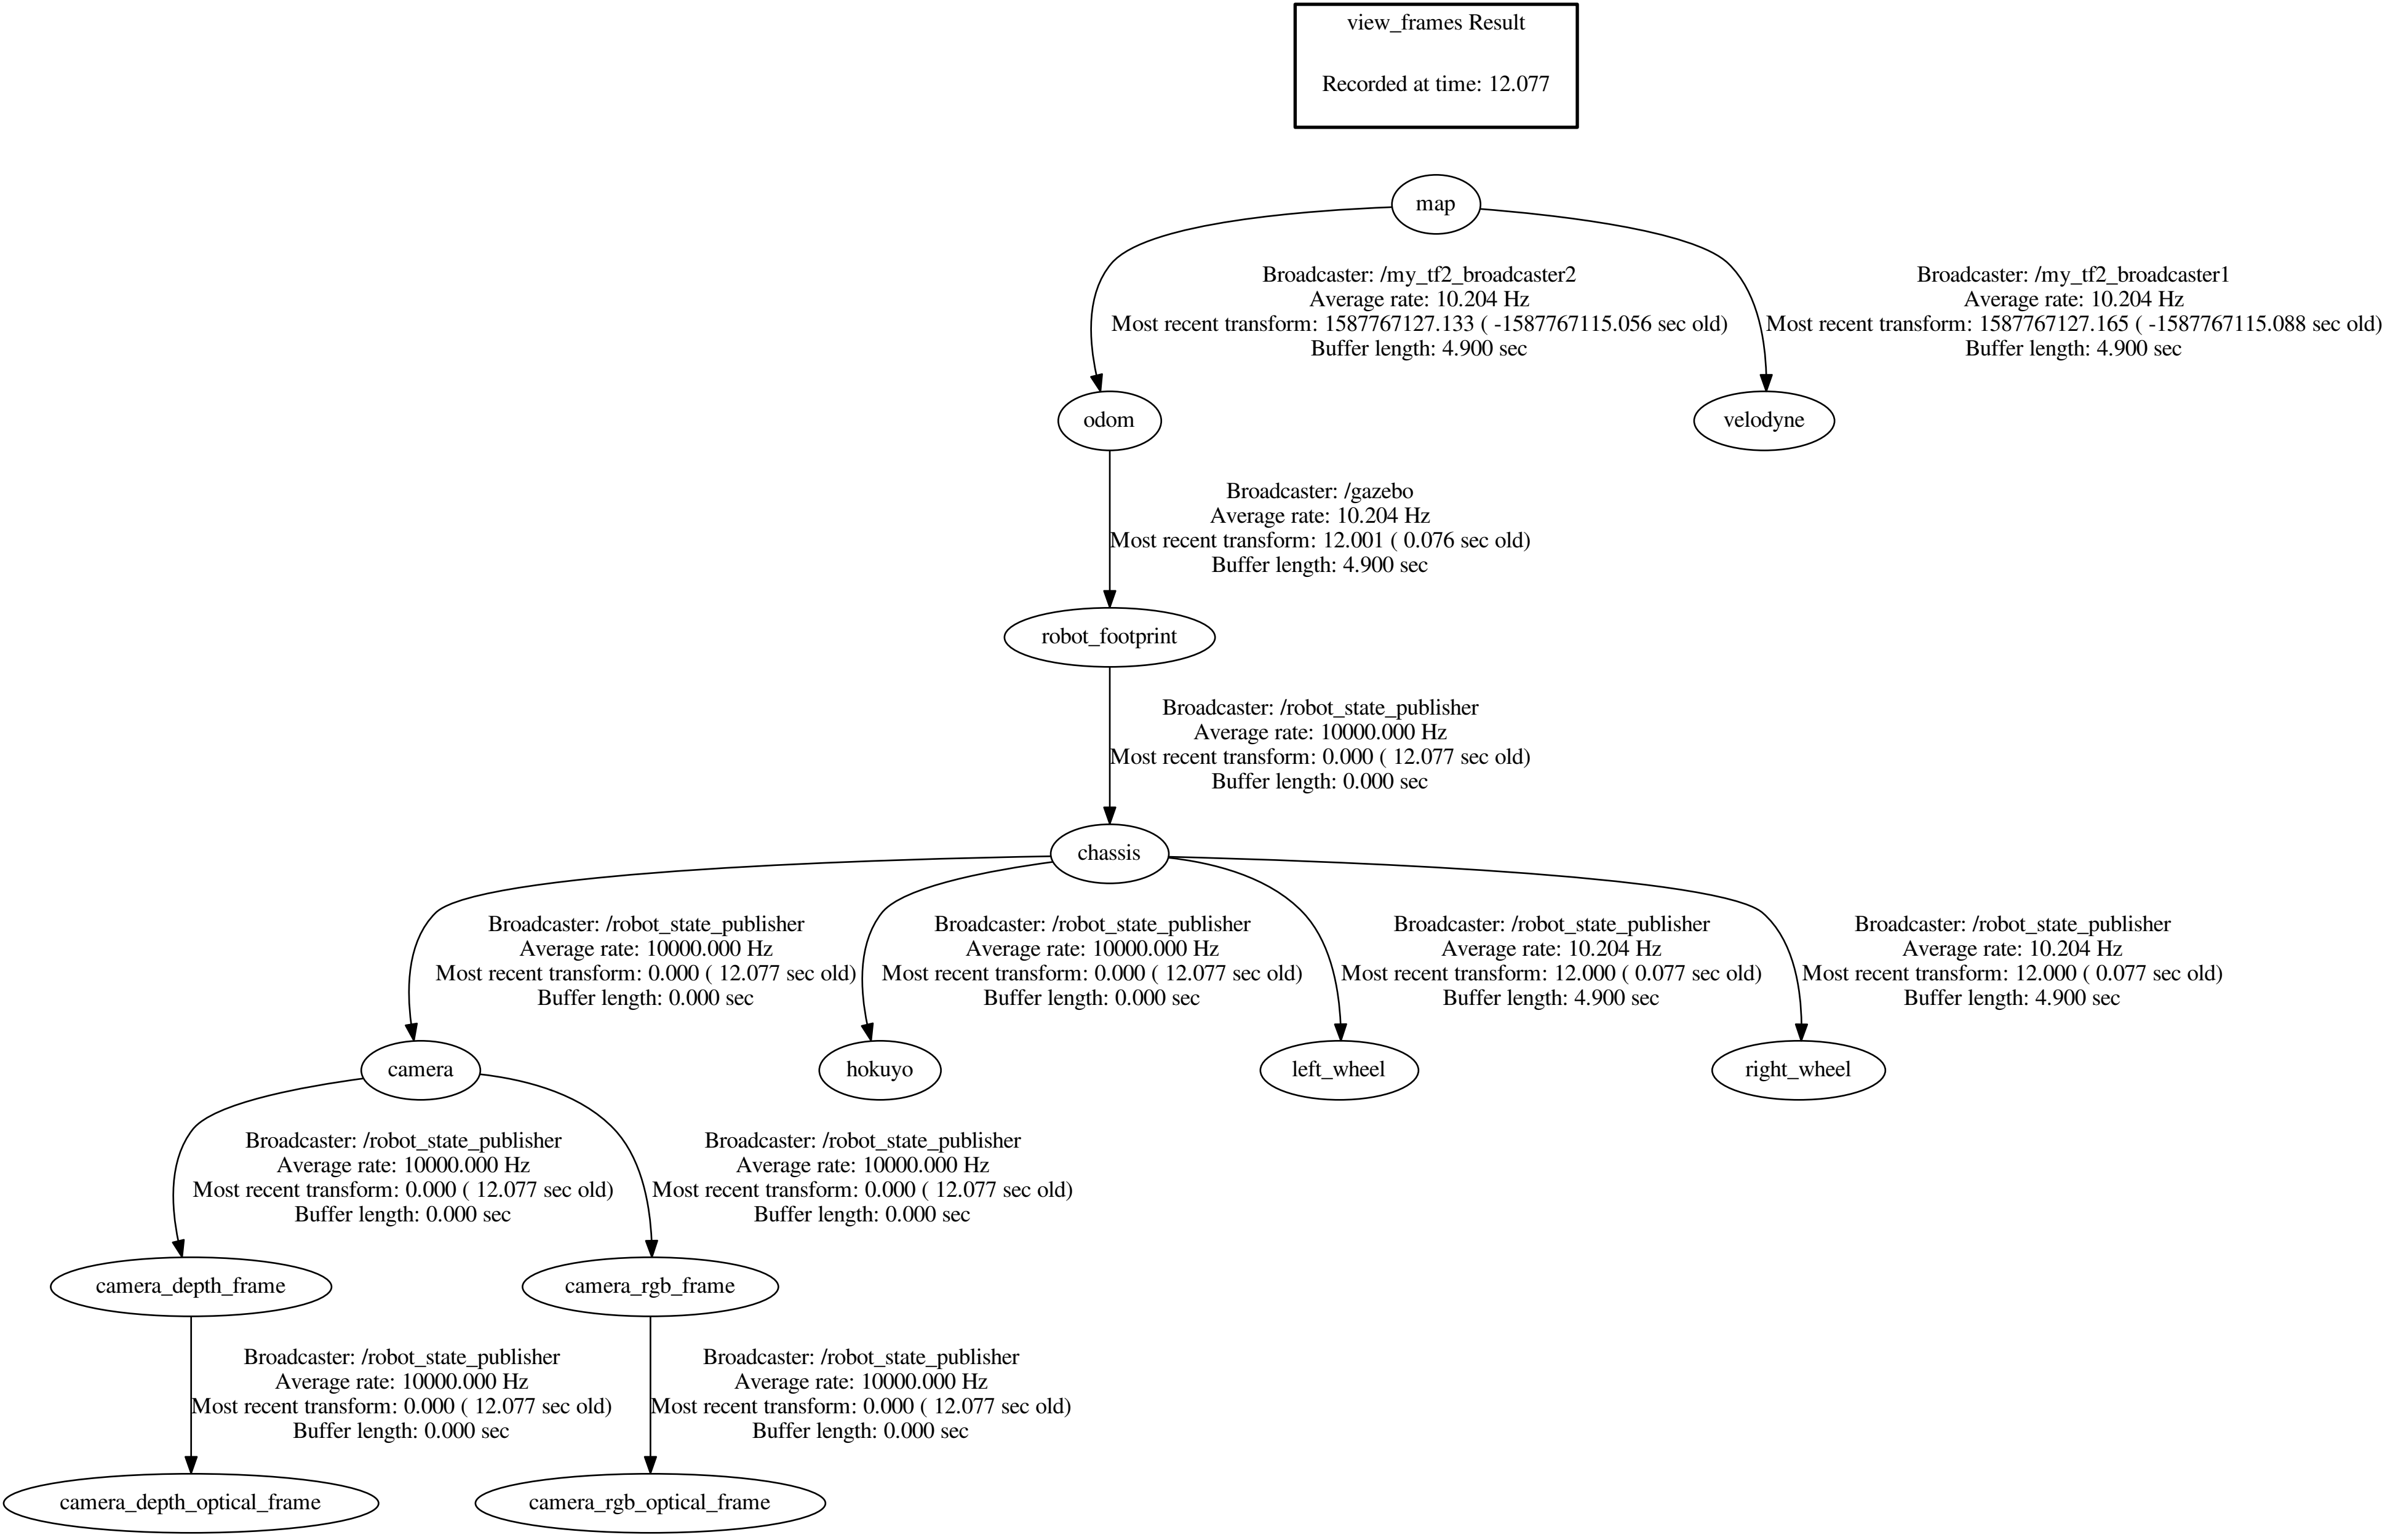 view_frames Result
Recorded at time: 12.077
map
Broadcaster: /my_tf2_broadcaster2
Average rate: 10.204 Hz
Most recent transform: 1587767127.133 ( -1587767115.056 sec old)
Buffer length: 4.900 sec
Broadcaster: /my_tf2_broadcaster1
Average rate: 10.204 Hz
Most recent transform: 1587767127.165 ( -1587767115.088 sec old)
Buffer length: 4.900 sec
odom
velodyne
Broadcaster: /gazebo
Average rate: 10.204 Hz
Most recent transform: 12.001 ( 0.076 sec old)
Buffer length: 4.900 sec
robot_footprint
Broadcaster: /robot_state_publisher
Average rate: 10000.000 Hz
Most recent transform: 0.000 ( 12.077 sec old)
Buffer length: 0.000 sec
chassis
Broadcaster: /robot_state_publisher
Average rate: 10000.000 Hz
Most recent transform: 0.000 ( 12.077 sec old)
Buffer length: 0.000 sec
Broadcaster: /robot_state_publisher
Average rate: 10000.000 Hz
Most recent transform: 0.000 ( 12.077 sec old)
Buffer length: 0.000 sec
Broadcaster: /robot_state_publisher
Average rate: 10.204 Hz
Most recent transform: 12.000 ( 0.077 sec old)
Buffer length: 4.900 sec
Broadcaster: /robot_state_publisher
Average rate: 10.204 Hz
Most recent transform: 12.000 ( 0.077 sec old)
Buffer length: 4.900 sec
camera
hokuyo
left_wheel
right_wheel
Broadcaster: /robot_state_publisher
Average rate: 10000.000 Hz
Most recent transform: 0.000 ( 12.077 sec old)
Buffer length: 0.000 sec
Broadcaster: /robot_state_publisher
Average rate: 10000.000 Hz
Most recent transform: 0.000 ( 12.077 sec old)
Buffer length: 0.000 sec
camera_depth_frame
camera_rgb_frame
Broadcaster: /robot_state_publisher
Average rate: 10000.000 Hz
Most recent transform: 0.000 ( 12.077 sec old)
Buffer length: 0.000 sec
Broadcaster: /robot_state_publisher
Average rate: 10000.000 Hz
Most recent transform: 0.000 ( 12.077 sec old)
Buffer length: 0.000 sec
camera_depth_optical_frame
camera_rgb_optical_frame